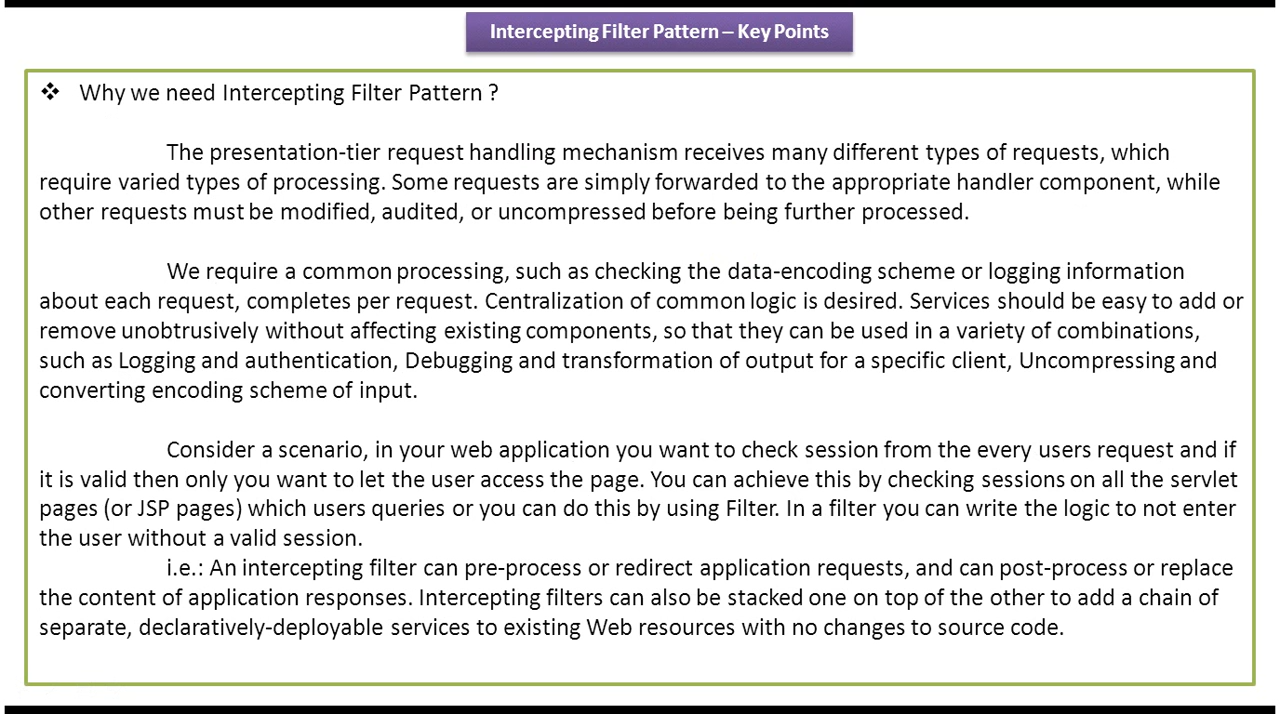 Intercepting Filter Pattern – Key Points
❖ Why we need Intercepting Filter Pattern ?
The presentation-tier request handling mechanism receives many different types of requests, which
require varied types of processing. Some requests are simply forwarded to the appropriate handler component, while
other requests must be modified, audited, or uncompressed before being further processed.
We require a common processing, such as checking the data-encoding scheme or logging information
about each request, completes per request. Centralization of common logic is desired. Services should be easy to add or
remove unobtrusively without affecting existing components, so that they can be used in a variety of combinations,
such as Logging and authentication, Debugging and transformation of output for a specific client, Uncompressing and
converting encoding scheme of input.
Consider a scenario, in your web application you want to check session from the every users request and if
it is valid then only you want to let the user access the page. You can achieve this by checking sessions on all the servlet
pages (or JSP pages) which users queries or you can do this by using Filter. In a filter you can write the logic to not enter
the user without a valid session.
i.e.: An intercepting filter can pre-process or redirect application requests, and can post-process or replace
the content of application responses. Intercepting filters can also be stacked one on top of the other to add a chain of
separate, declaratively-deployable services to existing Web resources with no changes to source code.